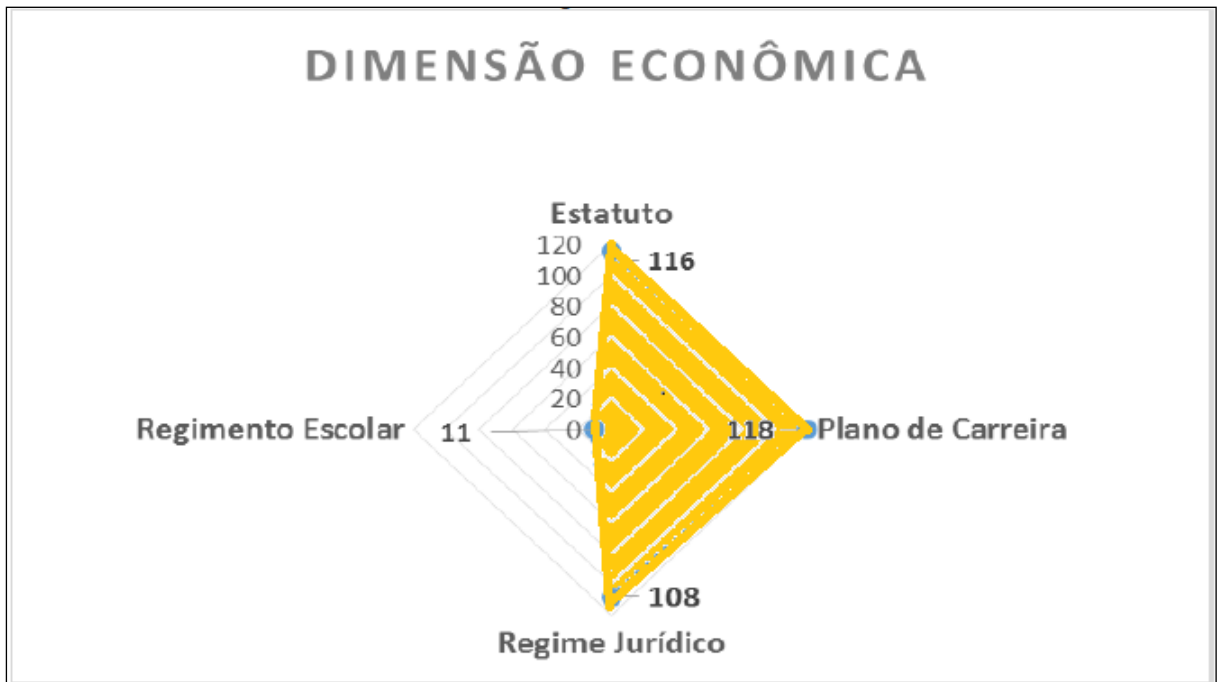 DIMENSÃO ECONÔMICA
Estatuto
120
116
100
80
60
40
20
Regimento Escolar
11
0
118
Plano de Carreira
108
Regime Jurídico